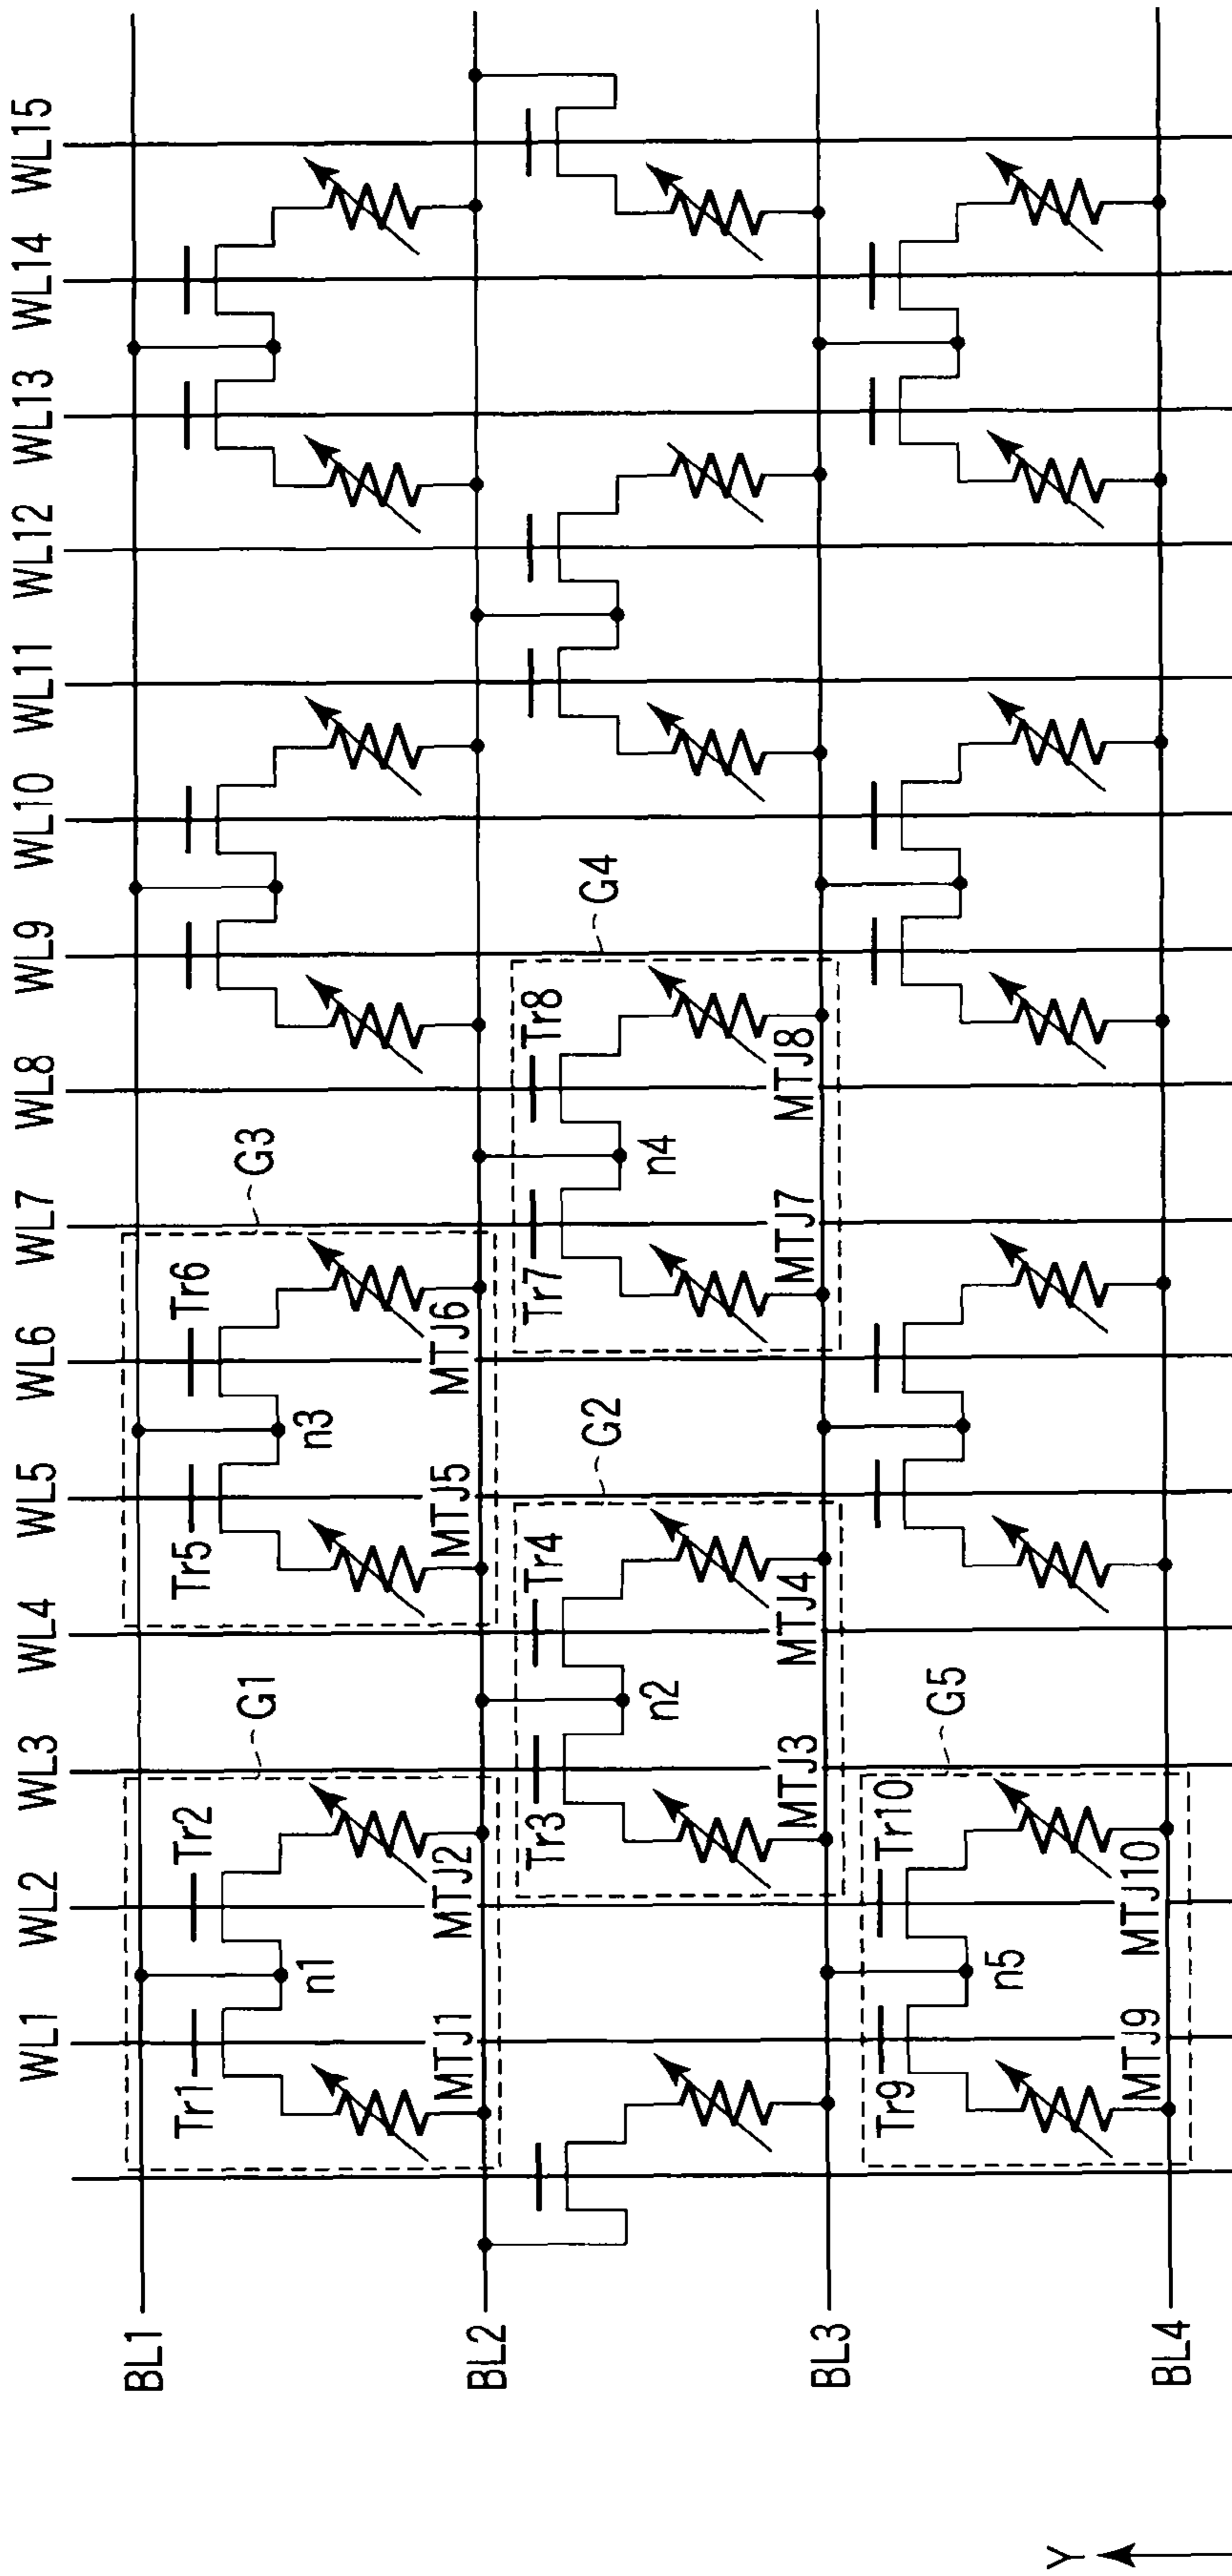 WL1 WL2 WL3 WL4 WL5 WL6 WL7 WL8 WL9 WL10 WL11 WL12 WL13 WL14 WL15
G1 G3
BL1
Tr1 Tr2 Tr5 Tr6
n1 n3
MTJ1 MTJ2 MTJ5 MTJ6
BL2
G2 G4
Tr3 Tr4 Tr7 Tr8
n2 n4
MTJ3 MTJ4 MTJ7 MTJ8
BL3
G5
Tr9 Tr10
n5
MTJ9 MTJ10
BL4
Y